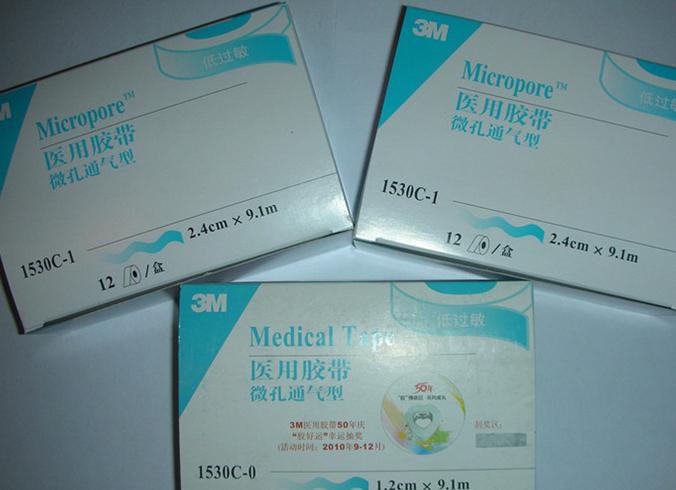 3M
Micropore™
医用胶带
微孔通气型
低过敏
1530C-1
2.4cm × 9.1m
12 /盒
3M
Micropore™
医用胶带
微孔通气型
低过
1530C-1
2.4cm × 9.1m
12 /盒
3M
Medical Tape
低过敏
医用胶带
微孔通气型
50年
3M医用胶带50年庆
"胶好运"幸运抽奖
(活动时间：2010年9-12月)
刮奖区：
1530C-0
1.2cm × 9.1m